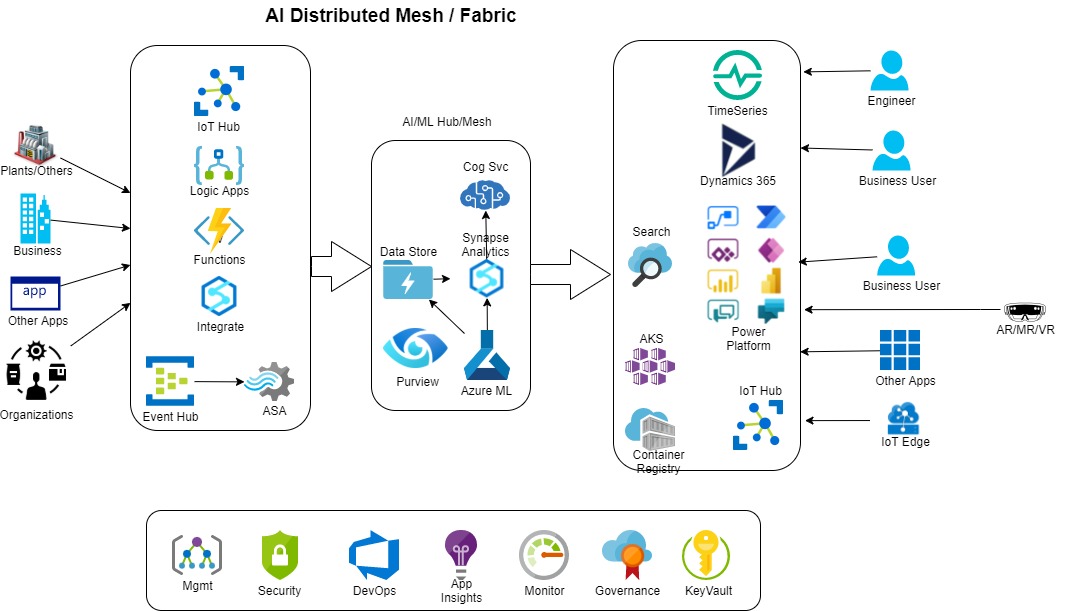 AI Distributed Mesh / Fabric
Plants/Others
Business
app
Other Apps
Organizations
IoT Hub
Logic Apps
Functions
Integrate
Event Hub
ASA
AI/ML Hub/Mesh
Cog Svc
Synapse
Analytics
Data Store
Purview
Azure ML
TimeSeries
Dynamics 365
Search
Power
Platform
AKS
IoT Hub
Container
Registry
Engineer
Business User
Business User
AR/MR/VR
Other Apps
IoT Edge
Mgmt
Security
DevOps
App
Insights
Monitor
Governance
KeyVault